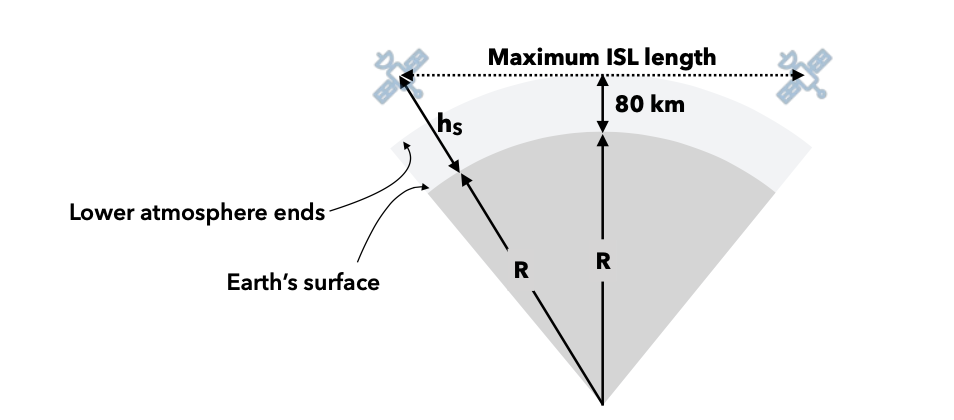 Maximum ISL length
80 km
hS
Lower atmosphere ends
R
Earth's surface
R